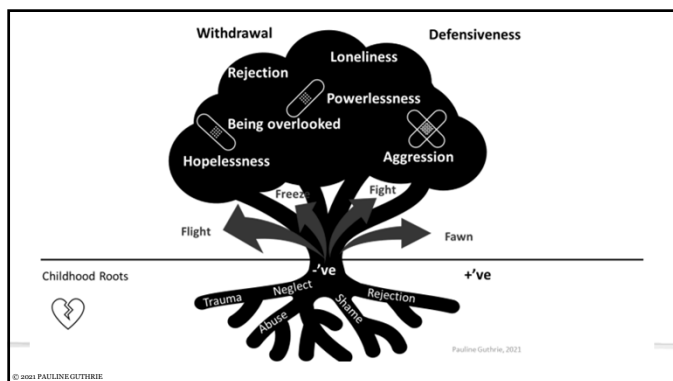 Withdrawal
Defensiveness
Loneliness
Rejection
Powerlessness
Being overlooked
Hopelessness
Aggression
Freeze
Fight
Flight
Fawn
-’ve
+’ve
Childhood Roots
Trauma
Neglect
Abuse
Shame
Rejection
Pauline Guthrie, 2021
© 2021 PAULINE GUTHRIE